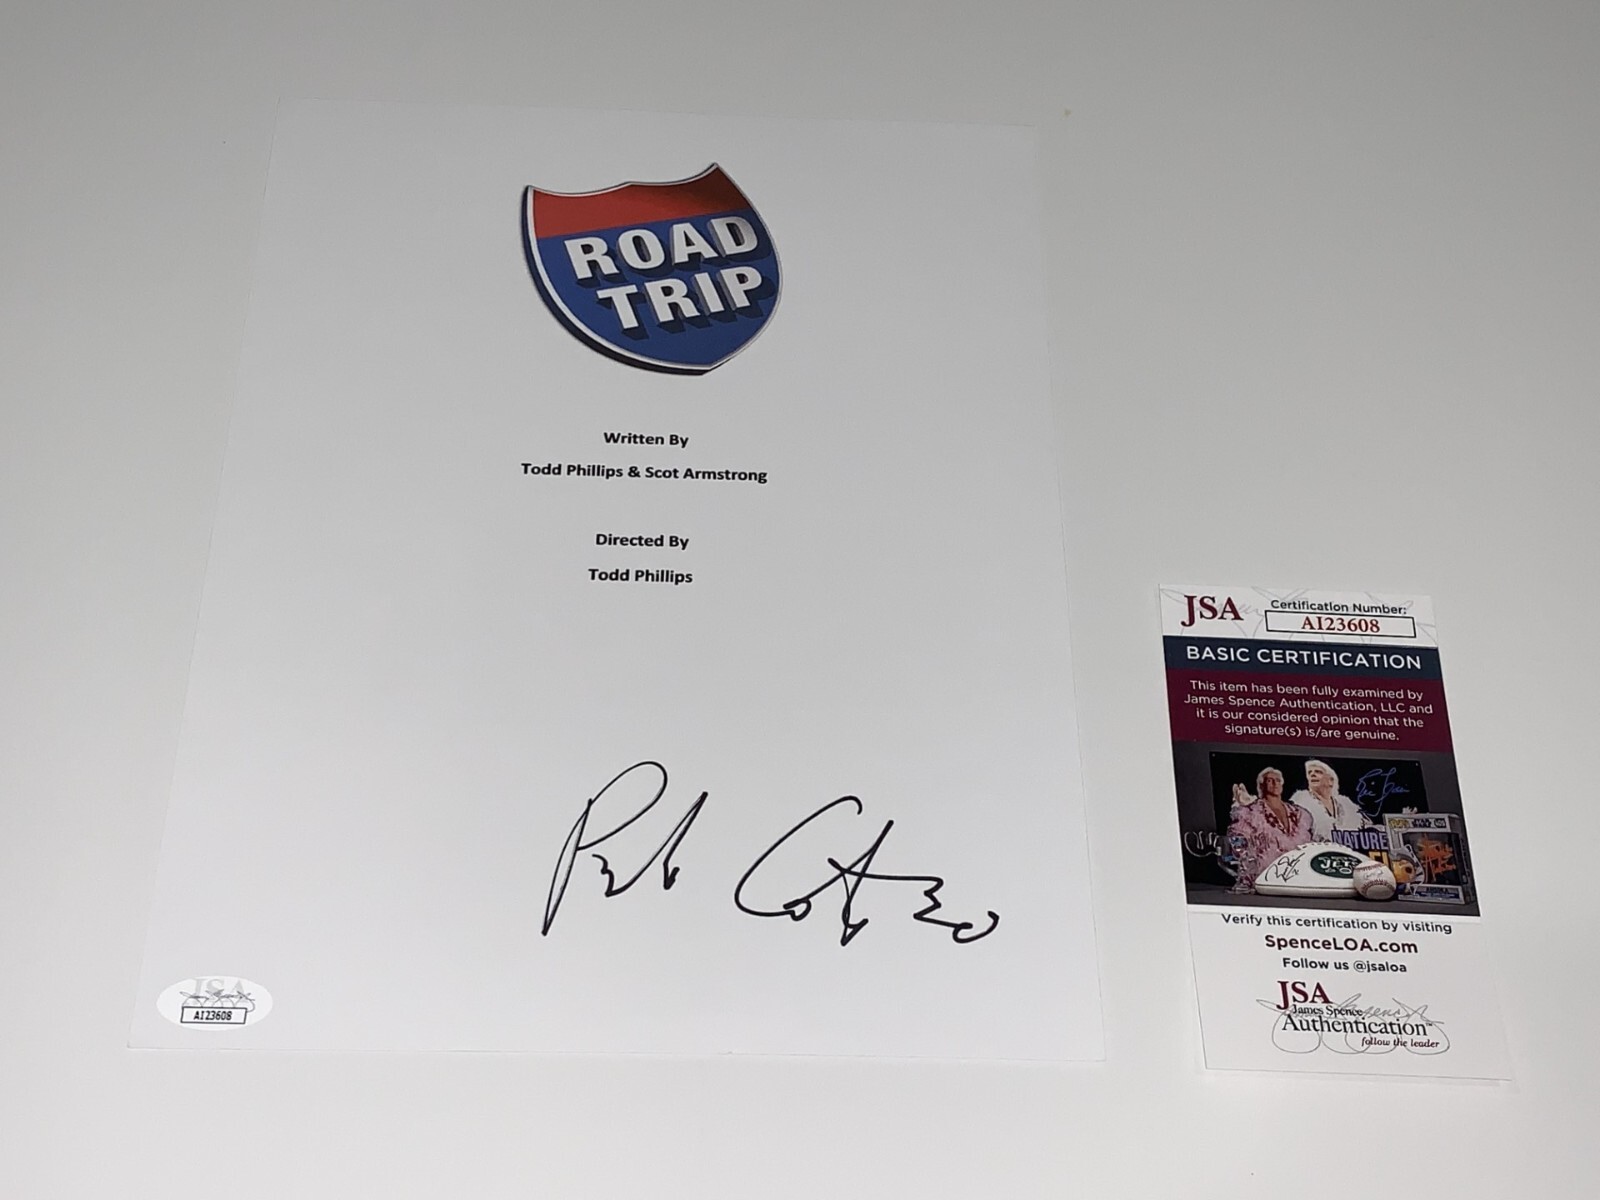 ROAD
TRIP
Written By
Todd Phillips & Scot Armstrong
Directed By
Todd Phillips
JSA
AI23608
JSA
Certification Number:
AI23608
BASIC CERTIFICATION
This item has been fully examined by
James Spence Authentication, LLC and
it is our considered opinion that the
signature(s) is/are genuine.
NATURE
JETS
Verify this certification by visiting
SpenceLOA.com
Follow us @jsaloa
JSA
James Spence
Authentication™
follow the leader